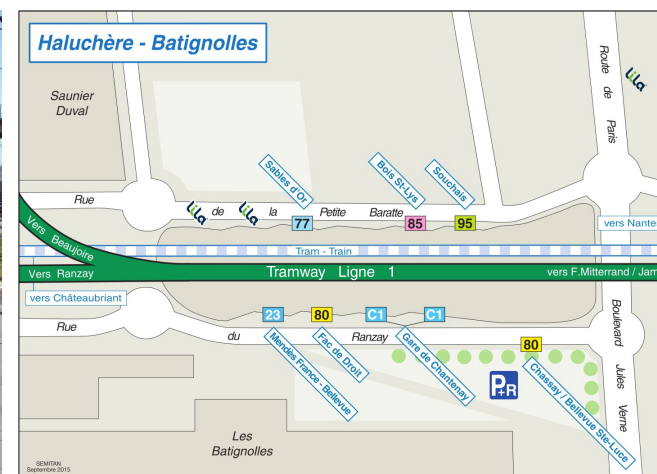 Haluchère - Batignolles
Saunier
Duval
Route de Paris
Lila
Sables d'Or
Bois St-Lys
Souchais
Rue
Lila
Lila
de la Petite Baratte
77
85
95
Vers Beaujoire
vers Nantes
Tram - Train
Vers Ranzay
Tramway Ligne 1
vers F.Mitterrand / Jam
vers Châteaubriant
23
80
C1
C1
Rue du Ranzay
80
Boulevard Jules Verne
Mendès France - Bellevue
Fac de Droit
Gare de Chantenay
Chassay / Bellevue Ste-Luce
P+R
Les
Batignolles
SEMITAN
Septembre 2015